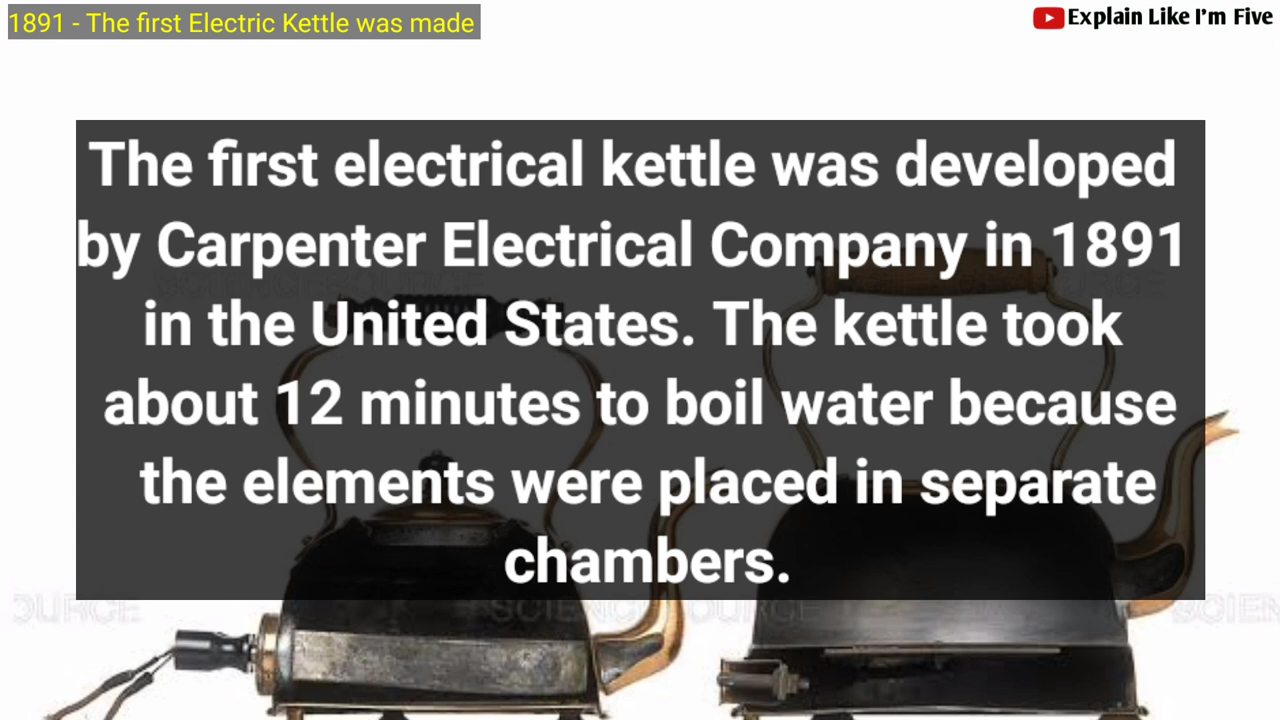 1891 - The first Electric Kettle was made
Explain Like I'm Five
The first electrical kettle was developed
by Carpenter Electrical Company in 1891
in the United States. The kettle took
about 12 minutes to boil water because
the elements were placed in separate
chambers.